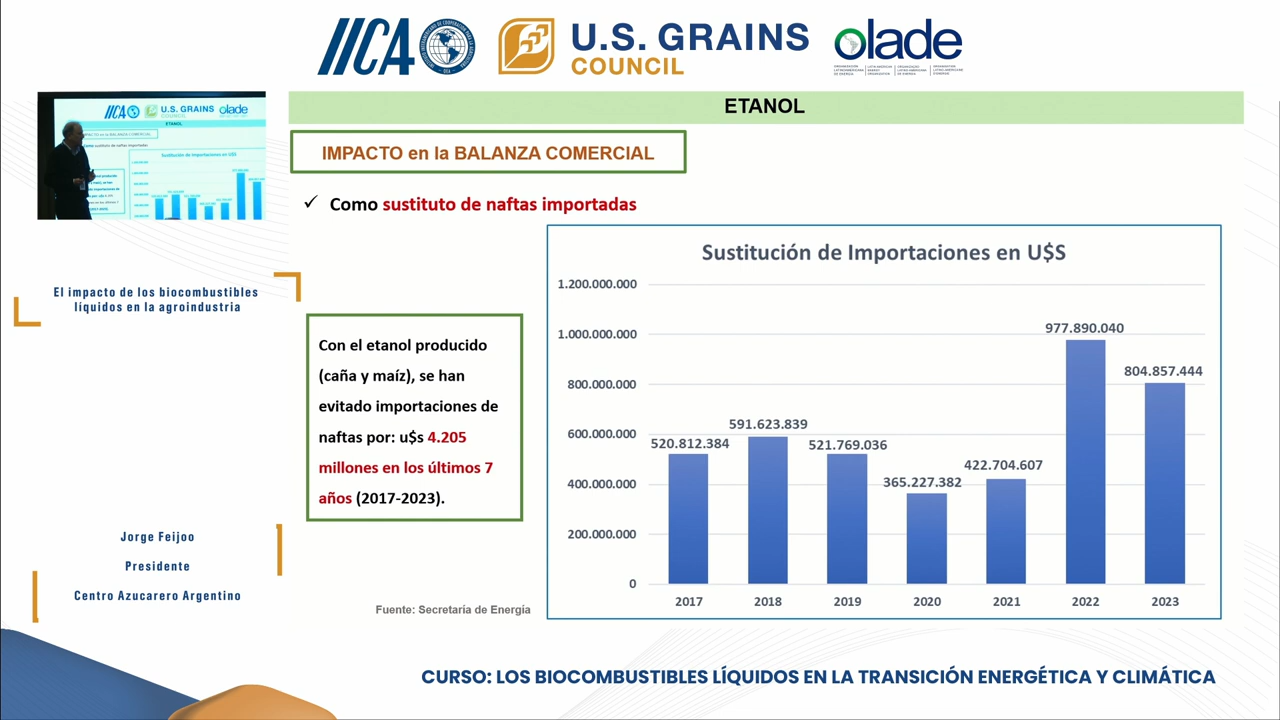 IICA
U.S. GRAINS
COUNCIL
olade
ETANOL
IMPACTO en la BALANZA COMERCIAL
✓ Como sustituto de naftas importadas
El impacto de los biocombustibles
líquidos en la agroindustria
Con el etanol producido
(caña y maíz), se han
evitado importaciones de
naftas por: u$s 4.205
millones en los últimos 7
años (2017-2023).
Sustitución de Importaciones en U$S
1.200.000.000
1.000.000.000
800.000.000
600.000.000
400.000.000
200.000.000
0
520.812.384
591.623.839
521.769.036
365.227.382
422.704.607
977.890.040
804.857.444
2017 2018 2019 2020 2021 2022 2023
Jorge Feijoo
Presidente
Centro Azucarero Argentino
Fuente: Secretaría de Energía
CURSO: LOS BIOCOMBUSTIBLES LÍQUIDOS EN LA TRANSICIÓN ENERGÉTICA Y CLIMÁTICA